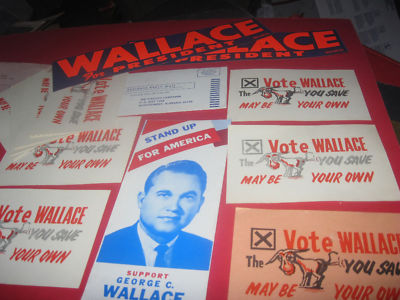 WALLACE
For PRESIDENT
WALLACE
PRESIDENT
Vote WALLACE
The
YOU SAVE
MAY BE YOUR OWN
Vote WALLACE
The
YOU SAVE
MAY BE YOUR OWN
Vote WALLACE
The
YOU SAVE
MAY BE YOUR OWN
WALLACE
YOU SAVE
YOUR OWN
Vote WALLACE
YOU SAVE
MAY BE YOUR OWN
STAND UP
FOR AMERICA
SUPPORT
GEORGE C.
WALLACE